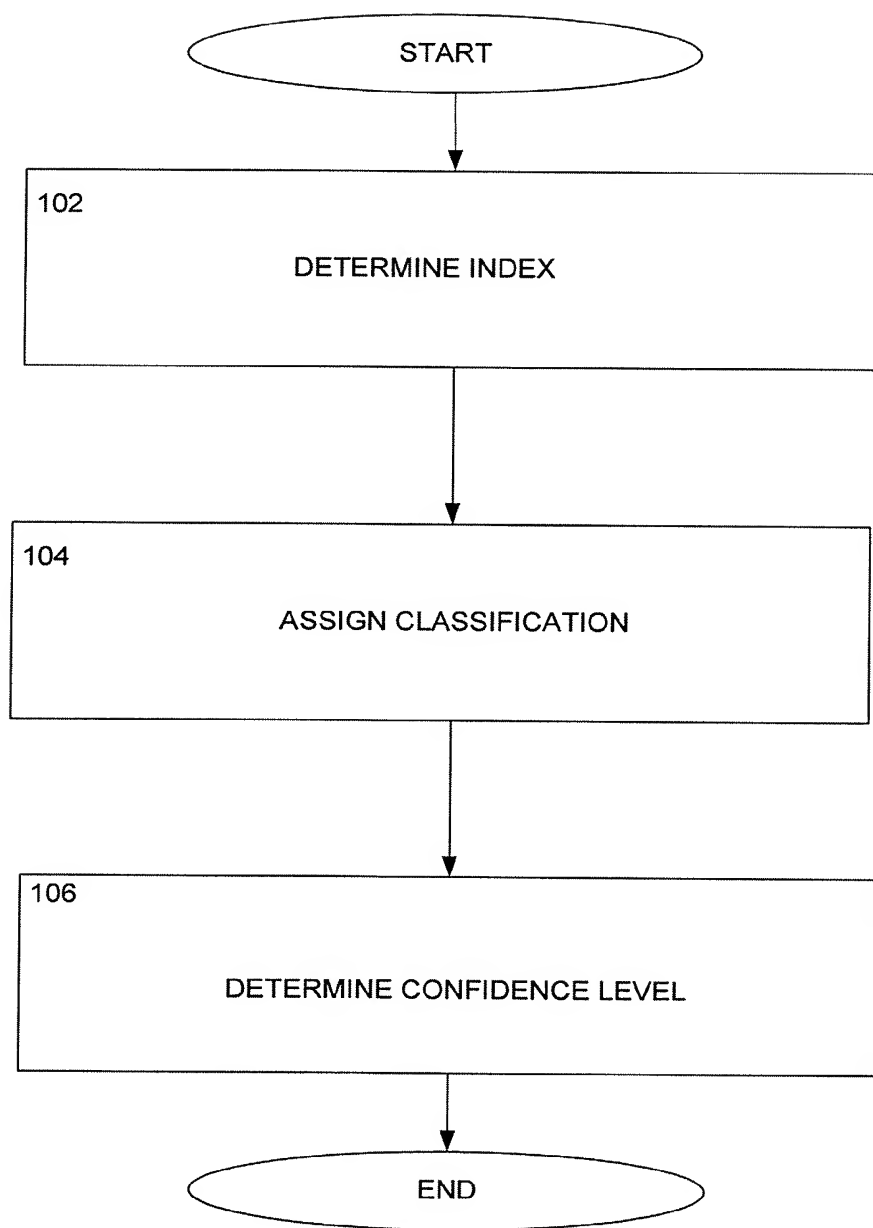 START
102
DETERMINE INDEX
104
ASSIGN CLASSIFICATION
106
DETERMINE CONFIDENCE LEVEL
END